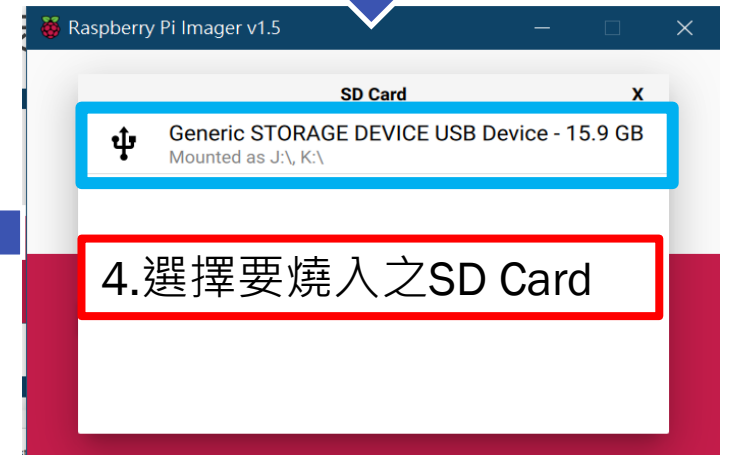 Raspberry Pi Imager v1.5
SD Card X
Generic STORAGE DEVICE USB Device - 15.9 GB
Mounted as J:\, K:\
4.選擇要燒入之SD Card